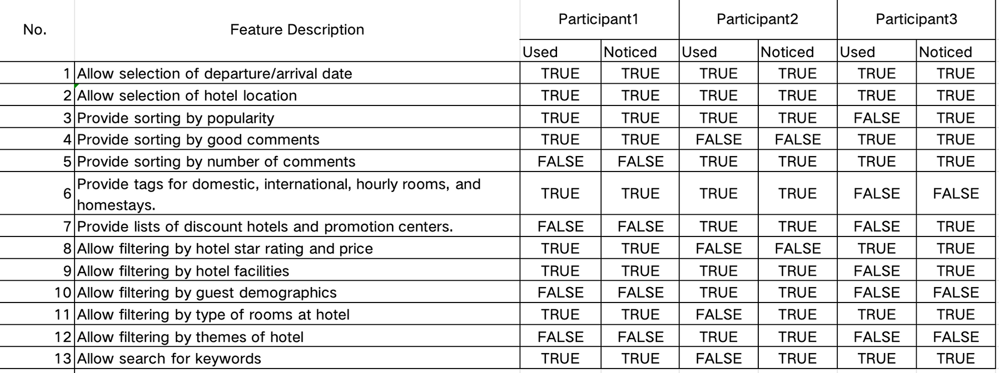 No. Feature Description Participant1 Participant2 Participant3
Used Noticed Used Noticed Used Noticed
1 Allow selection of departure/arrival date TRUE TRUE TRUE TRUE TRUE TRUE
2 Allow selection of hotel location TRUE TRUE TRUE TRUE TRUE TRUE
3 Provide sorting by popularity TRUE TRUE TRUE TRUE FALSE TRUE
4 Provide sorting by good comments TRUE TRUE FALSE FALSE TRUE TRUE
5 Provide sorting by number of comments FALSE FALSE TRUE TRUE TRUE TRUE
6 Provide tags for domestic, international, hourly rooms, and
homestays. TRUE TRUE TRUE TRUE FALSE FALSE
7 Provide lists of discount hotels and promotion centers. FALSE FALSE TRUE TRUE FALSE TRUE
8 Allow filtering by hotel star rating and price TRUE TRUE FALSE FALSE TRUE TRUE
9 Allow filtering by hotel facilities TRUE TRUE TRUE TRUE FALSE TRUE
10 Allow filtering by guest demographics FALSE FALSE TRUE TRUE FALSE FALSE
11 Allow filtering by type of rooms at hotel TRUE TRUE FALSE TRUE TRUE TRUE
12 Allow filtering by themes of hotel FALSE FALSE TRUE TRUE FALSE FALSE
13 Allow search for keywords TRUE TRUE FALSE TRUE TRUE TRUE